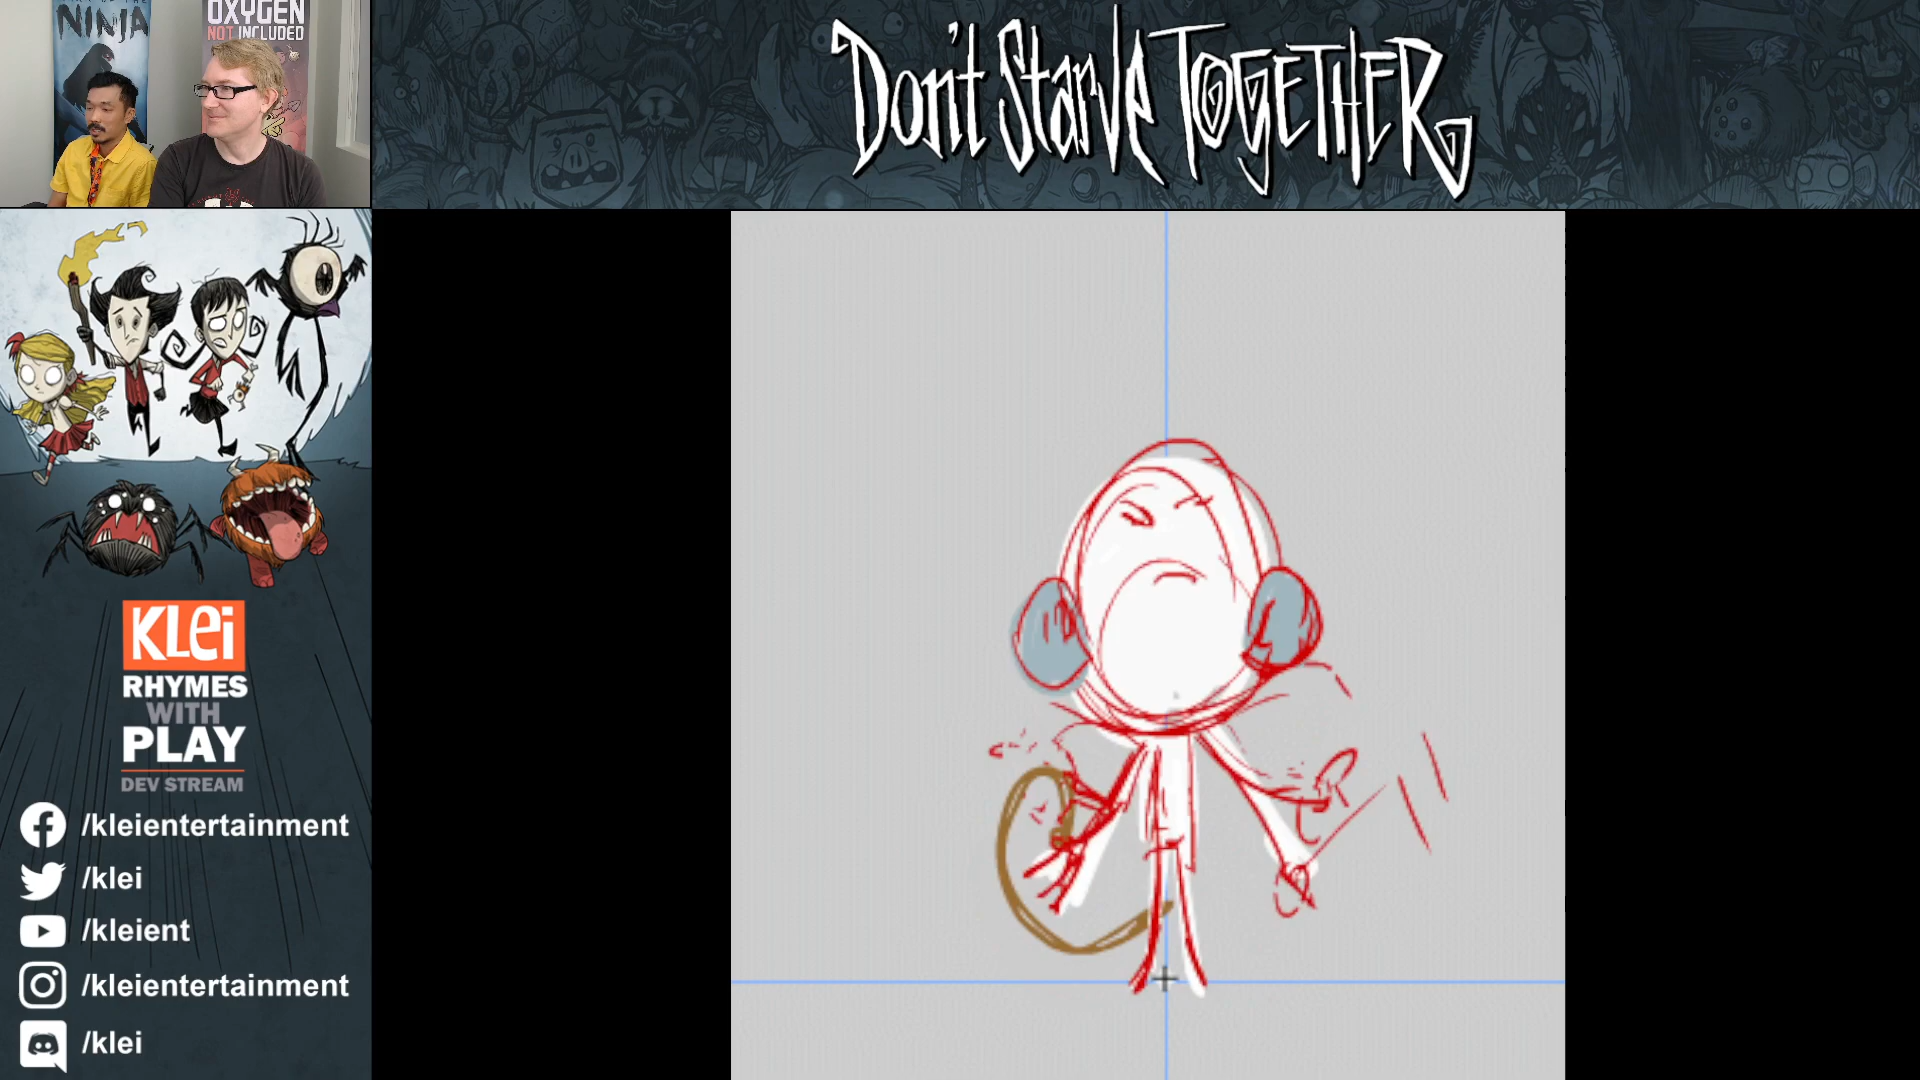 NINJA
OXYGEN
NOT INCLUDED
Don't Starve TOGETHER
Klei
RHYMES
WITH
PLAY
DEV STREAM
/kleientertainment
/klei
/kleient
/kleientertainment
/klei